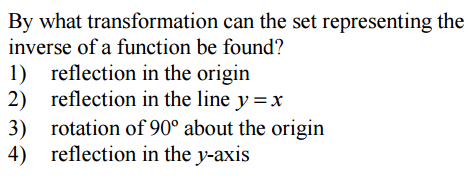 By what transformation can the set representing the
inverse of a function be found?
1) reflection in the origin
2) reflection in the line y = x
3) rotation of 90º about the origin
4) reflection in the y-axis